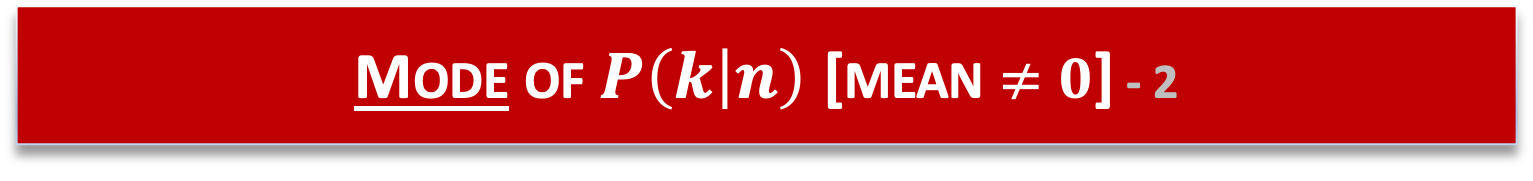 MODE OF P(k|n) [MEAN ≠ 0] - 2